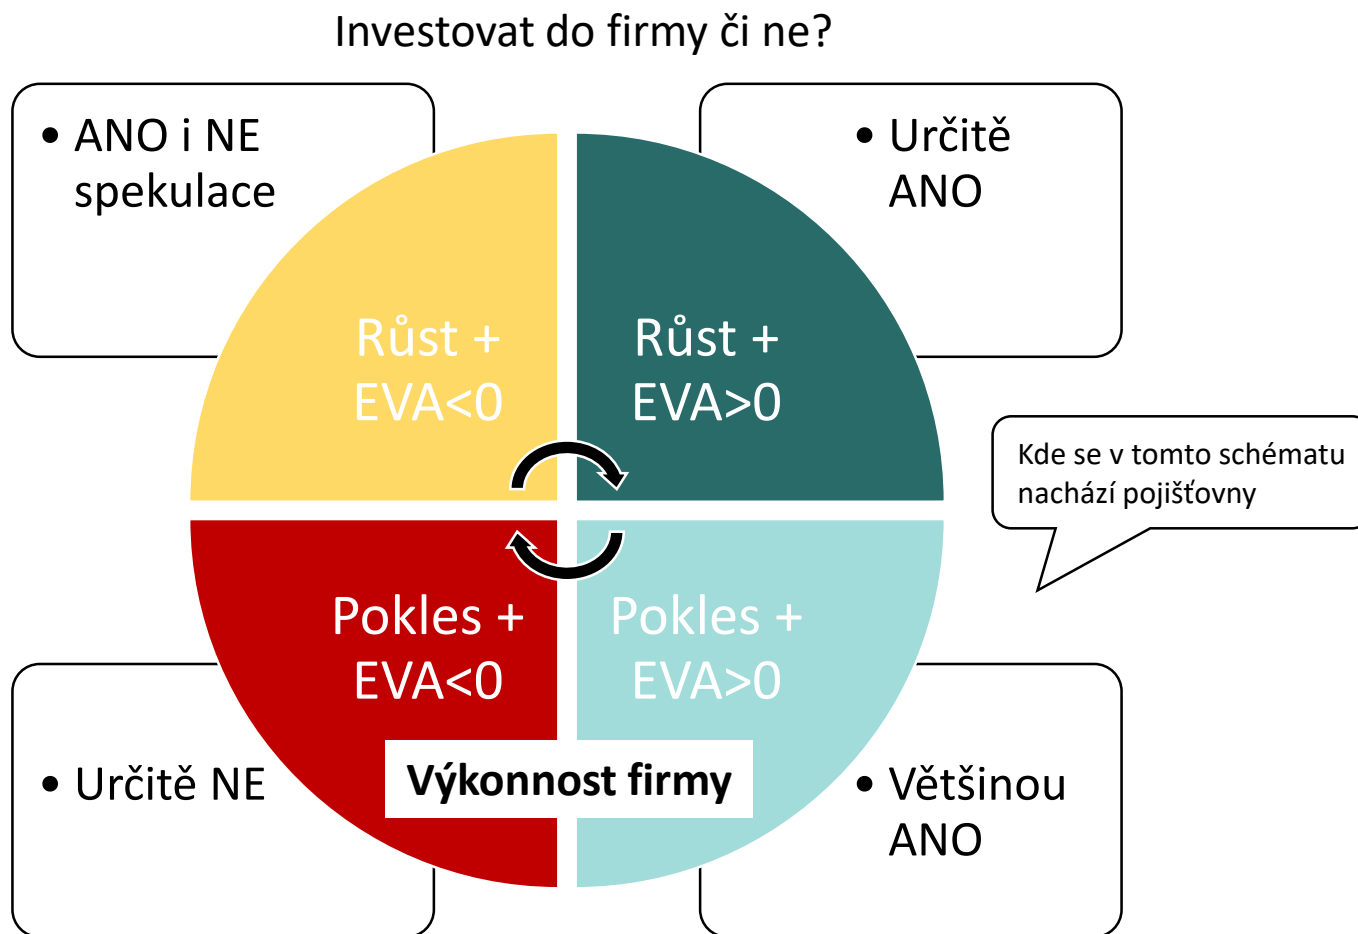 Investovat do firmy či ne?
• ANO i NE
spekulace
• Určitě
ANO
Růst +
EVA<0
Růst +
EVA>0
Kde se v tomto schématu
nachází pojišťovny
Pokles +
EVA<0
Pokles +
EVA>0
• Určitě NE
Výkonnost firmy
• Většinou
ANO